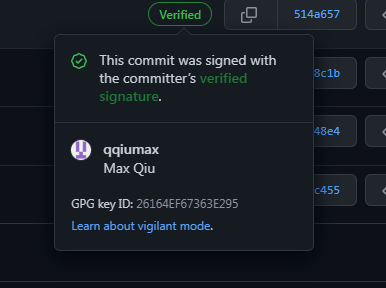 Verified
514a657
This commit was signed with
the committer's verified
signature.
8c1b
qqiumax
Max Qiu
48e4
GPG key ID: 26164EF67363E295
c455
Learn about vigilant mode.